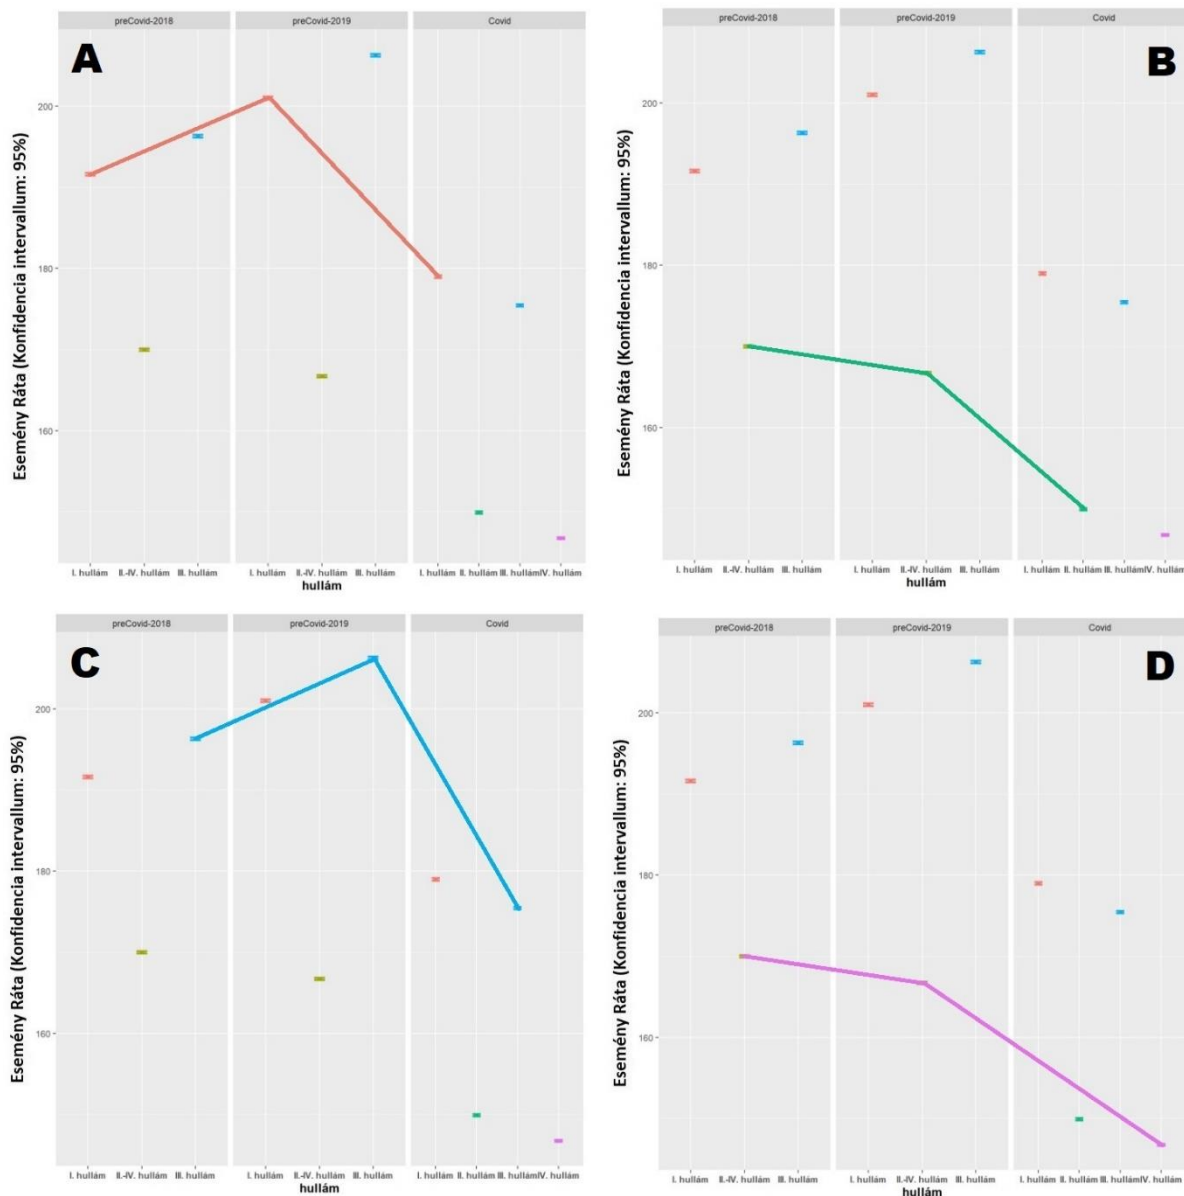 A
preCovid-2018 preCovid-2019 Covid
Esemény Ráta (Konfidencia intervallum: 95%)
200
180
160
I. hullám II.-IV. hullám III. hullám I. hullám II.-IV. hullám III. hullám I. hullám II. hullám III. hullám IV. hullám
hullám
B
preCovid-2018 preCovid-2019 Covid
Esemény Ráta (Konfidencia intervallum: 95%)
200
180
160
I. hullám II.-IV. hullám III. hullám I. hullám II.-IV. hullám III. hullám I. hullám II. hullám III. hullám IV. hullám
hullám
C
preCovid-2018 preCovid-2019 Covid
Esemény Ráta (Konfidencia intervallum: 95%)
200
180
160
I. hullám II.-IV. hullám III. hullám I. hullám II.-IV. hullám III. hullám I. hullám II. hullám III. hullám IV. hullám
hullám
D
preCovid-2018 preCovid-2019 Covid
Esemény Ráta (Konfidencia intervallum: 95%)
200
180
160
I. hullám II.-IV. hullám III. hullám I. hullám II.-IV. hullám III. hullám I. hullám II. hullám III. hullám IV. hullám
hullám